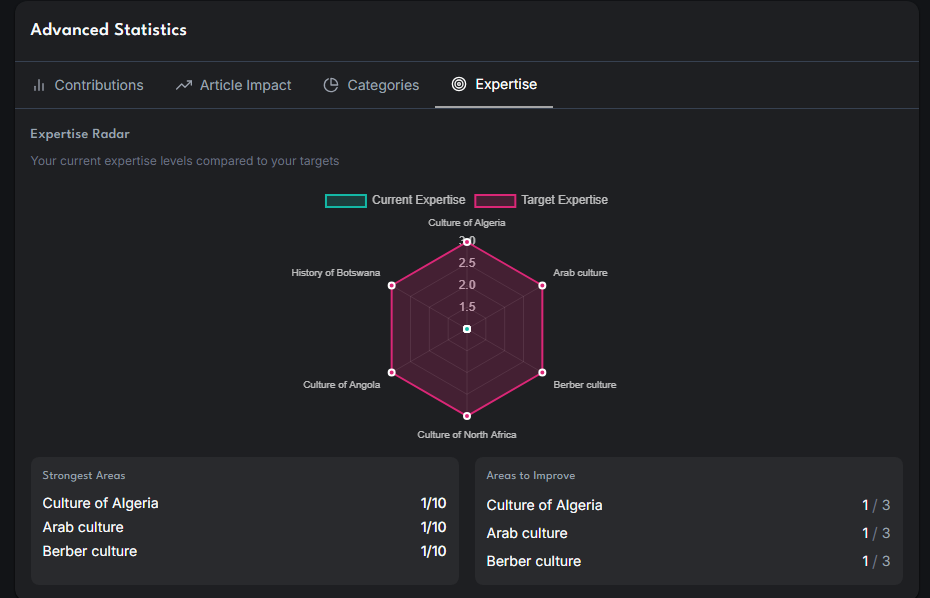 Advanced Statistics
Contributions Article Impact Categories Expertise
Expertise Radar
Your current expertise levels compared to your targets
Current Expertise Target Expertise
Culture of Algeria
3.0
History of Botswana Arab culture
2.5
2.0
1.5
Culture of Angola Berber culture
Culture of North Africa
Strongest Areas
Culture of Algeria 1/10
Arab culture 1/10
Berber culture 1/10
Areas to Improve
Culture of Algeria 1 / 3
Arab culture 1 / 3
Berber culture 1 / 3